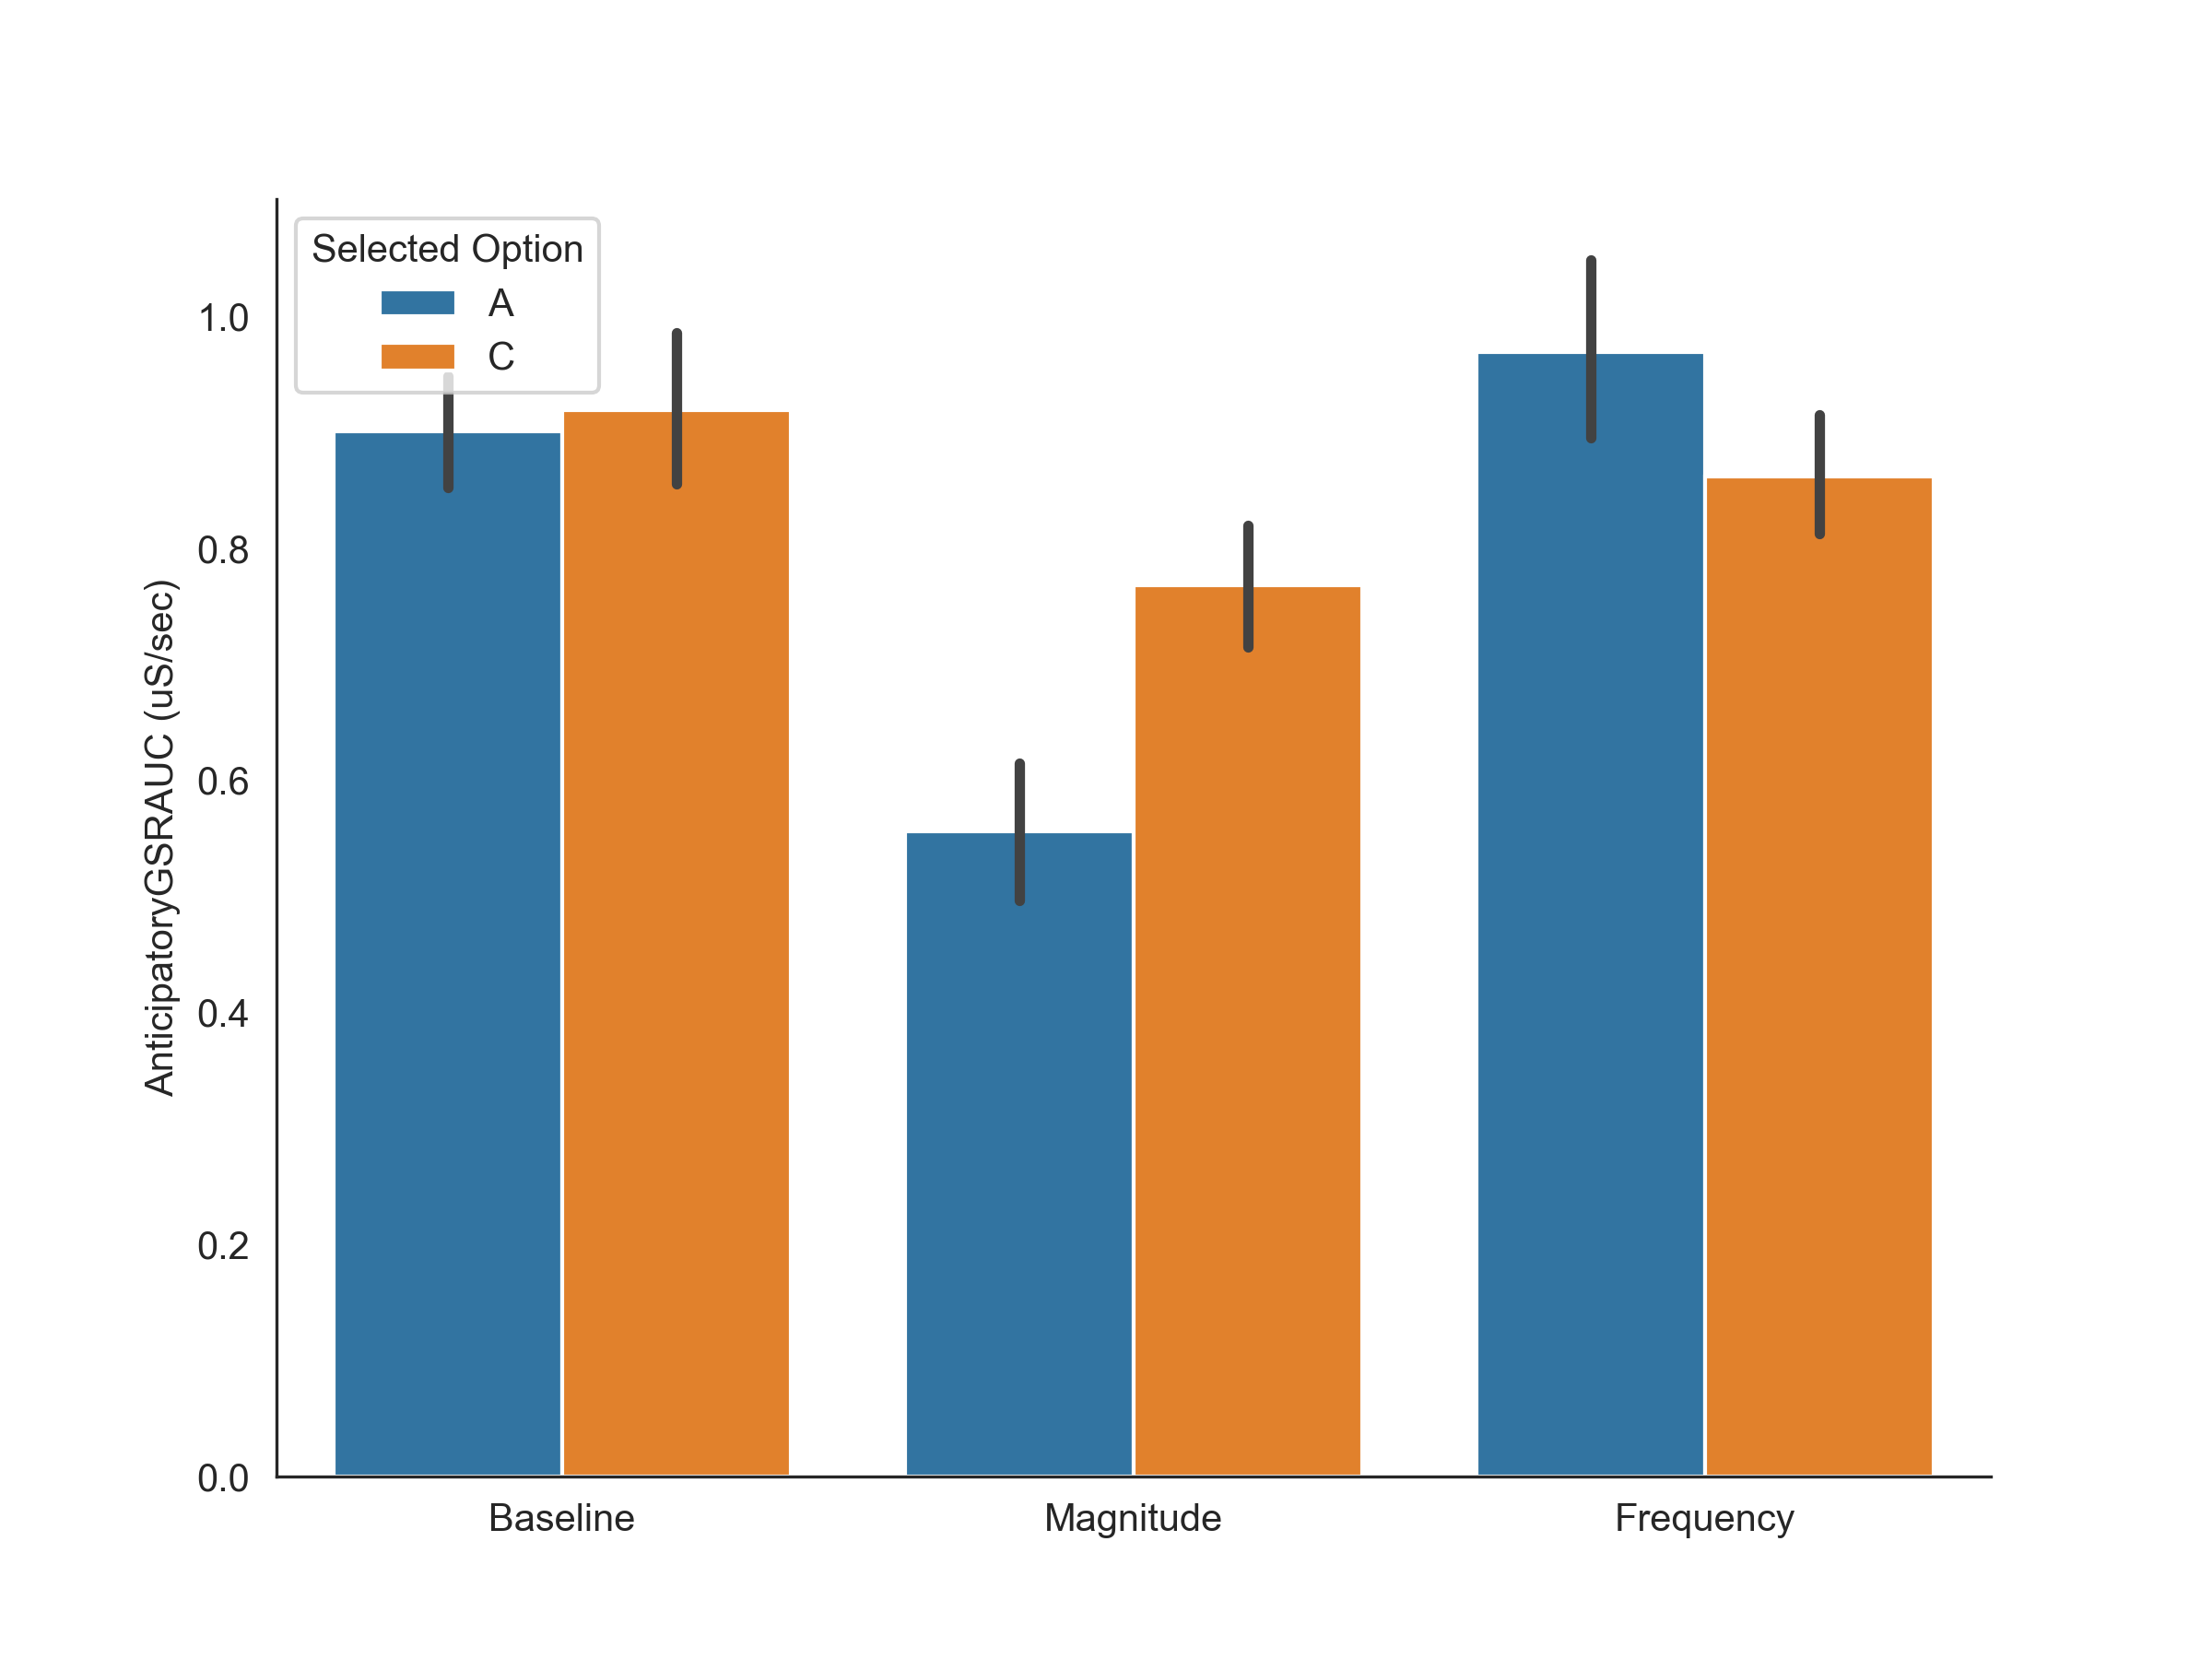 Selected Option
A
C
1.0
0.8
0.6
0.4
0.2
0.0
AnticipatoryGSRAUC (uS/sec)
Baseline
Magnitude
Frequency